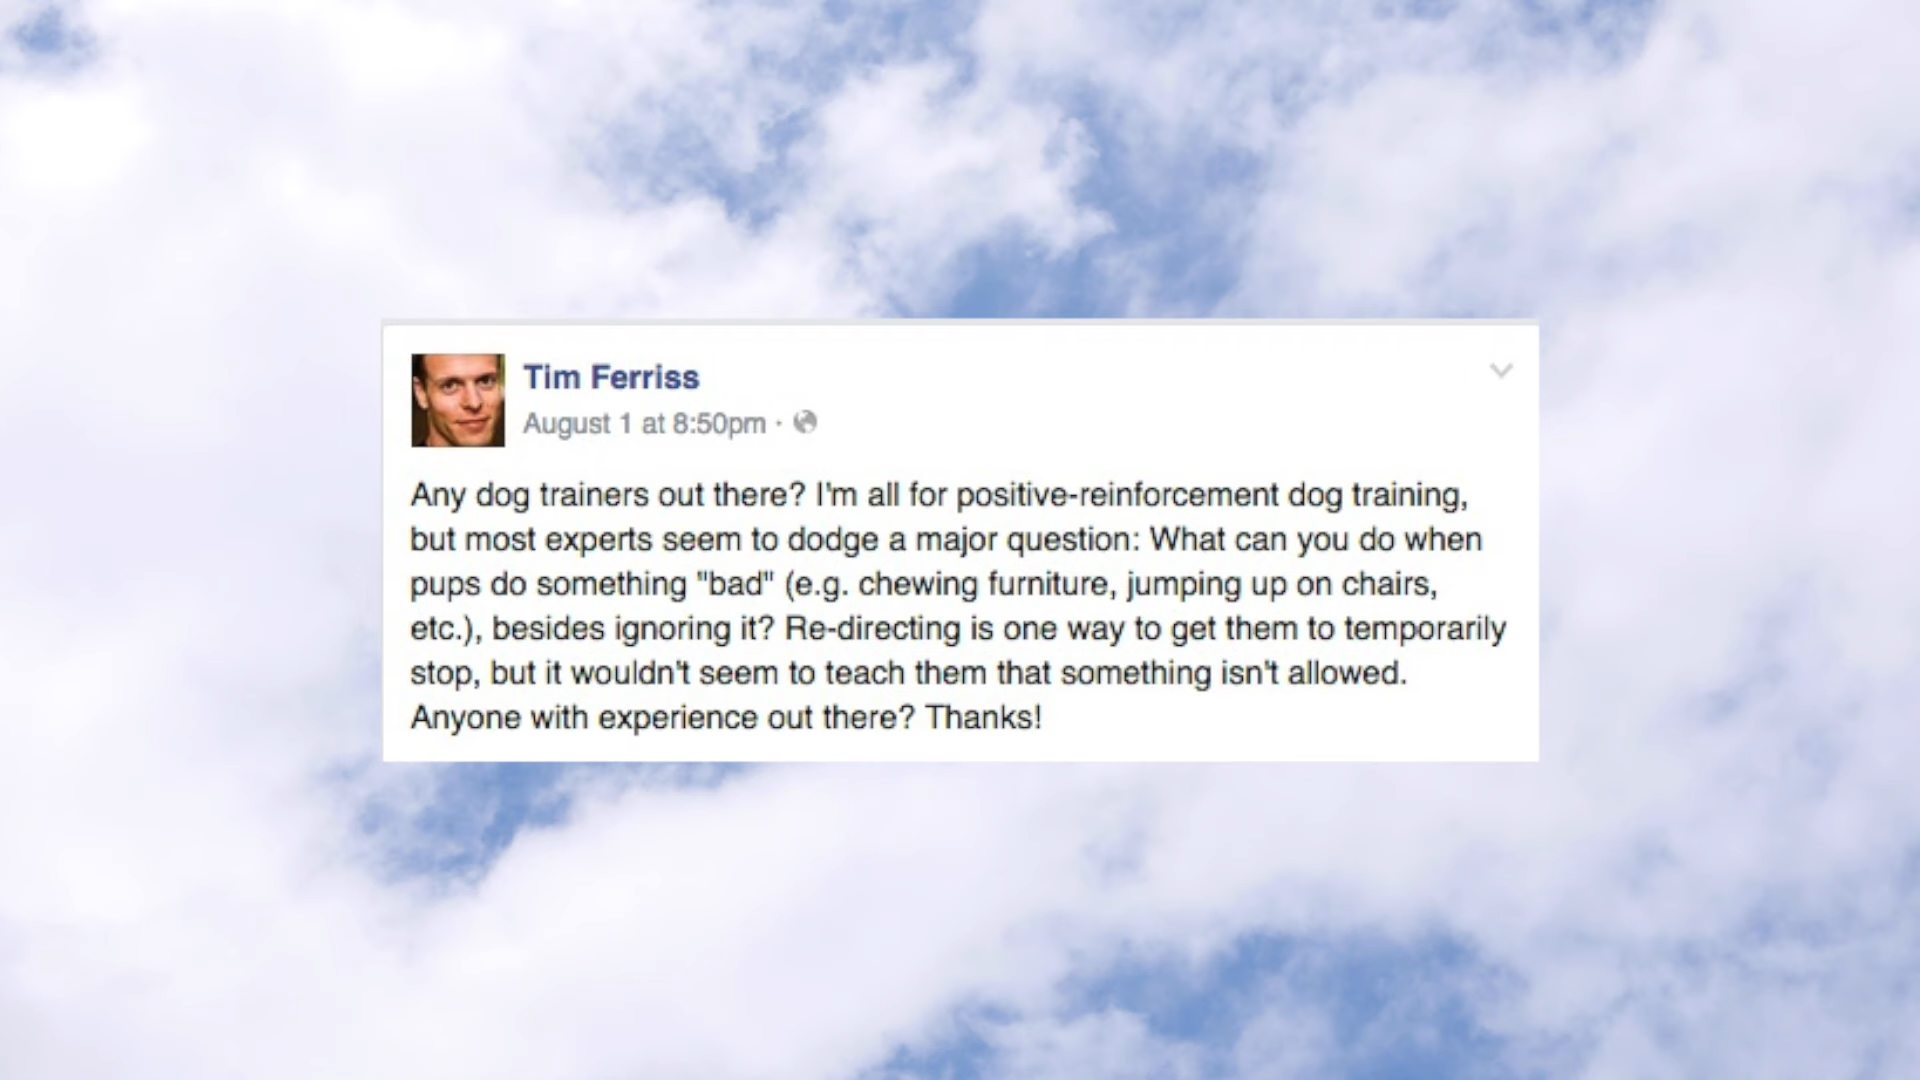 Tim Ferriss
August 1 at 8:50pm ·
Any dog trainers out there? I'm all for positive-reinforcement dog training,
but most experts seem to dodge a major question: What can you do when
pups do something "bad" (e.g. chewing furniture, jumping up on chairs,
etc.), besides ignoring it? Re-directing is one way to get them to temporarily
stop, but it wouldn't seem to teach them that something isn't allowed.
Anyone with experience out there? Thanks!